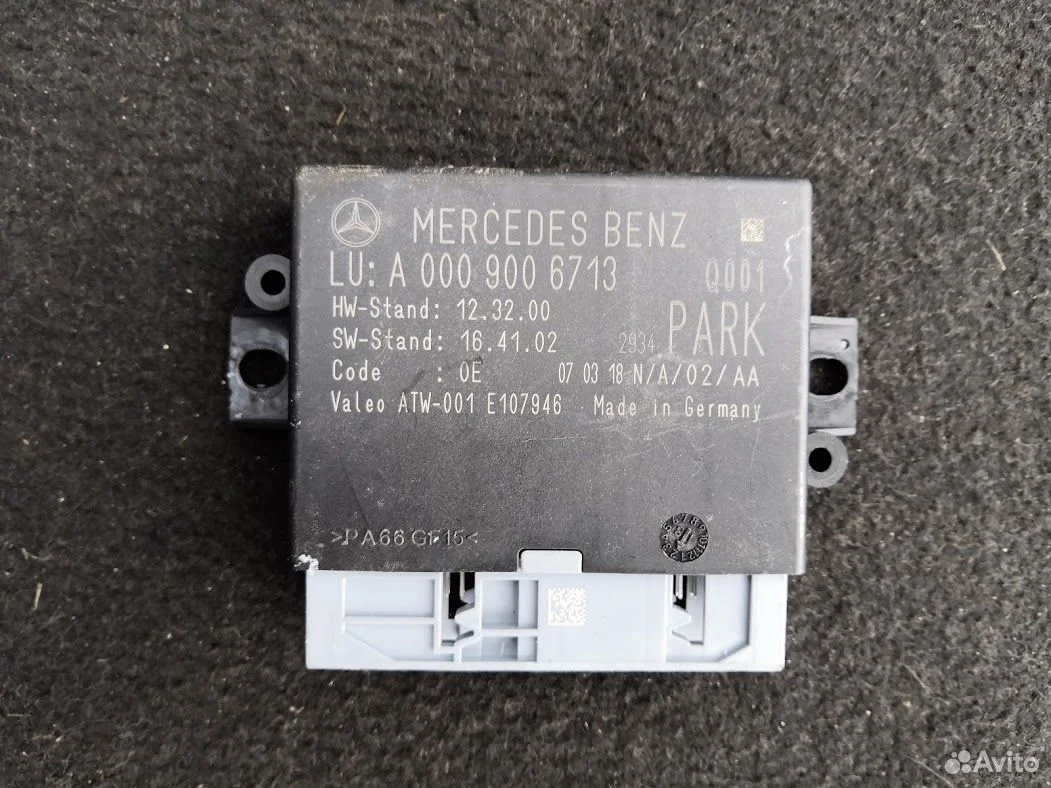 MERCEDES BENZ
LU: A 000 900 6713 Q001
HW-Stand: 12.32.00
SW-Stand: 16.41.02 2934 PARK
Code : 0E 07 03 18 N/A/02/AA
Valeo ATW-001 E107946 Made in Germany
>PA66 GF15<
Avito